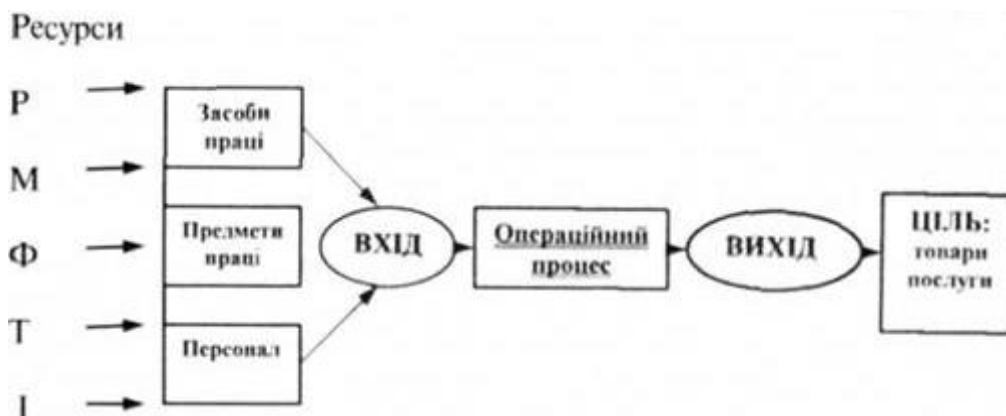 Ресурси
Р
М
Ф
Т
І
Засоби
праці
Предмети
праці
Персонал
ВХІД
Операційний
процес
ВИХІД
ЦІЛЬ:
товари
послуги